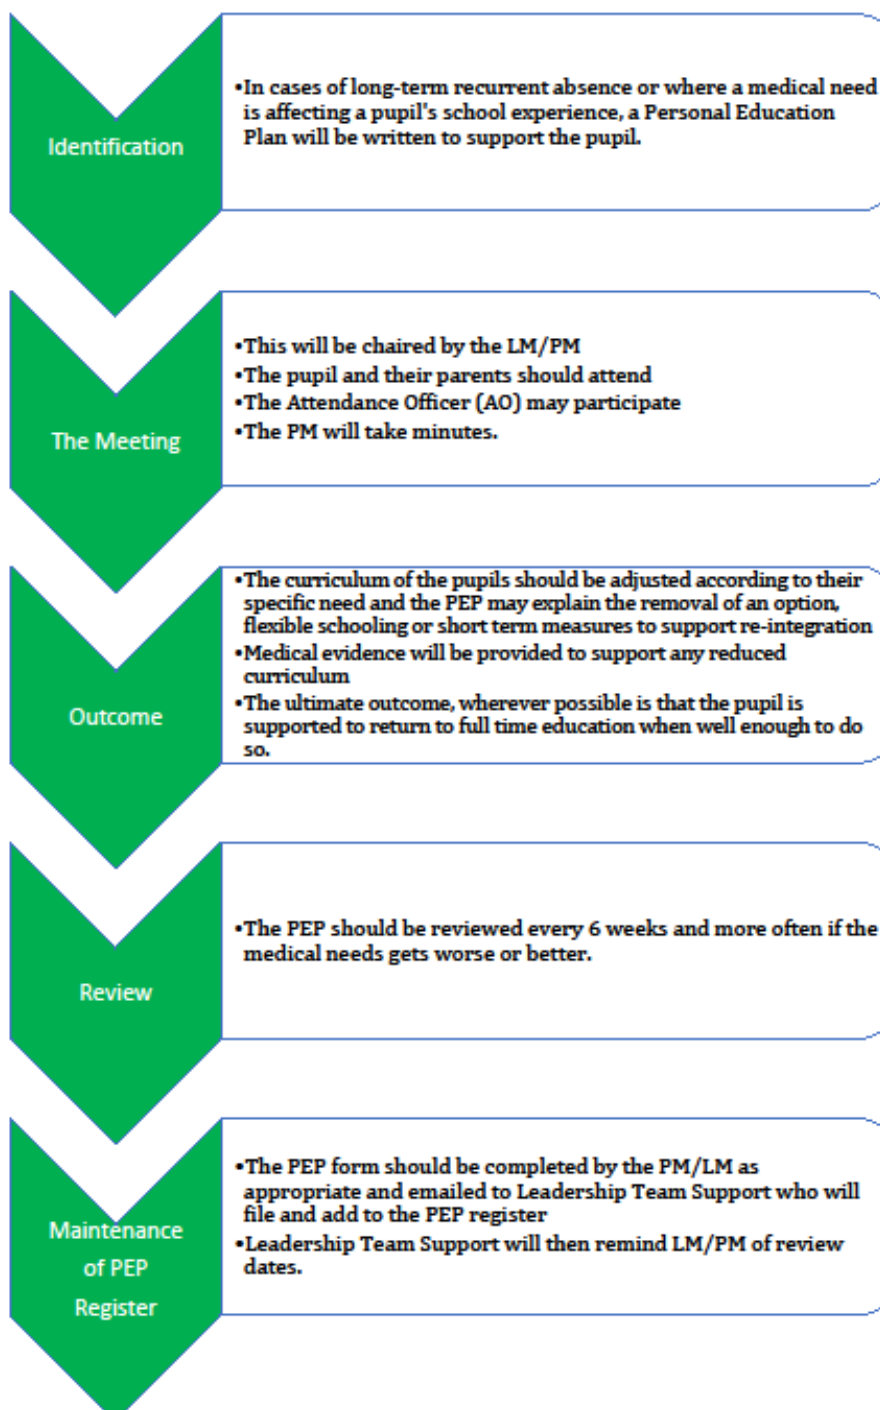 Identification
•In cases of long-term recurrent absence or where a medical need
is affecting a pupil's school experience, a Personal Education
Plan will be written to support the pupil.
The Meeting
•This will be chaired by the LM/PM
•The pupil and their parents should attend
•The Attendance Officer (AO) may participate
•The PM will take minutes.
Outcome
•The curriculum of the pupils should be adjusted according to their
specific need and the PEP may explain the removal of an option,
flexible schooling or short term measures to support re-integration
•Medical evidence will be provided to support any reduced
curriculum
•The ultimate outcome, wherever possible is that the pupil is
supported to return to full time education when well enough to do
so.
Review
•The PEP should be reviewed every 6 weeks and more often if the
medical needs gets worse or better.
Maintenance
of PEP
Register
•The PEP form should be completed by the PM/LM as
appropriate and emailed to Leadership Team Support who will
file and add to the PEP register
•Leadership Team Support will then remind LM/PM of review
dates.